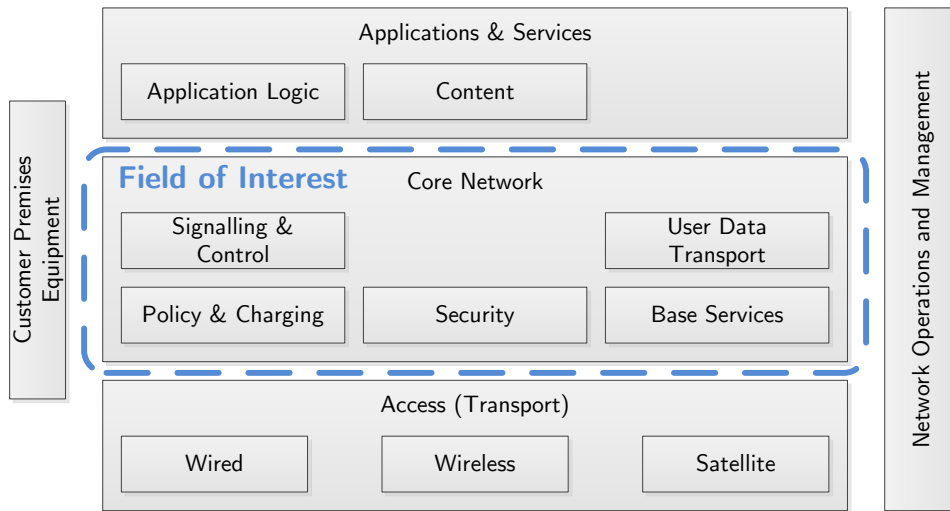 Applications & Services
Application Logic
Content
Customer Premises
Equipment
Field of Interest
Core Network
Signalling &
Control
User Data
Transport
Policy & Charging
Security
Base Services
Access (Transport)
Wired
Wireless
Satellite
Network Operations and Management